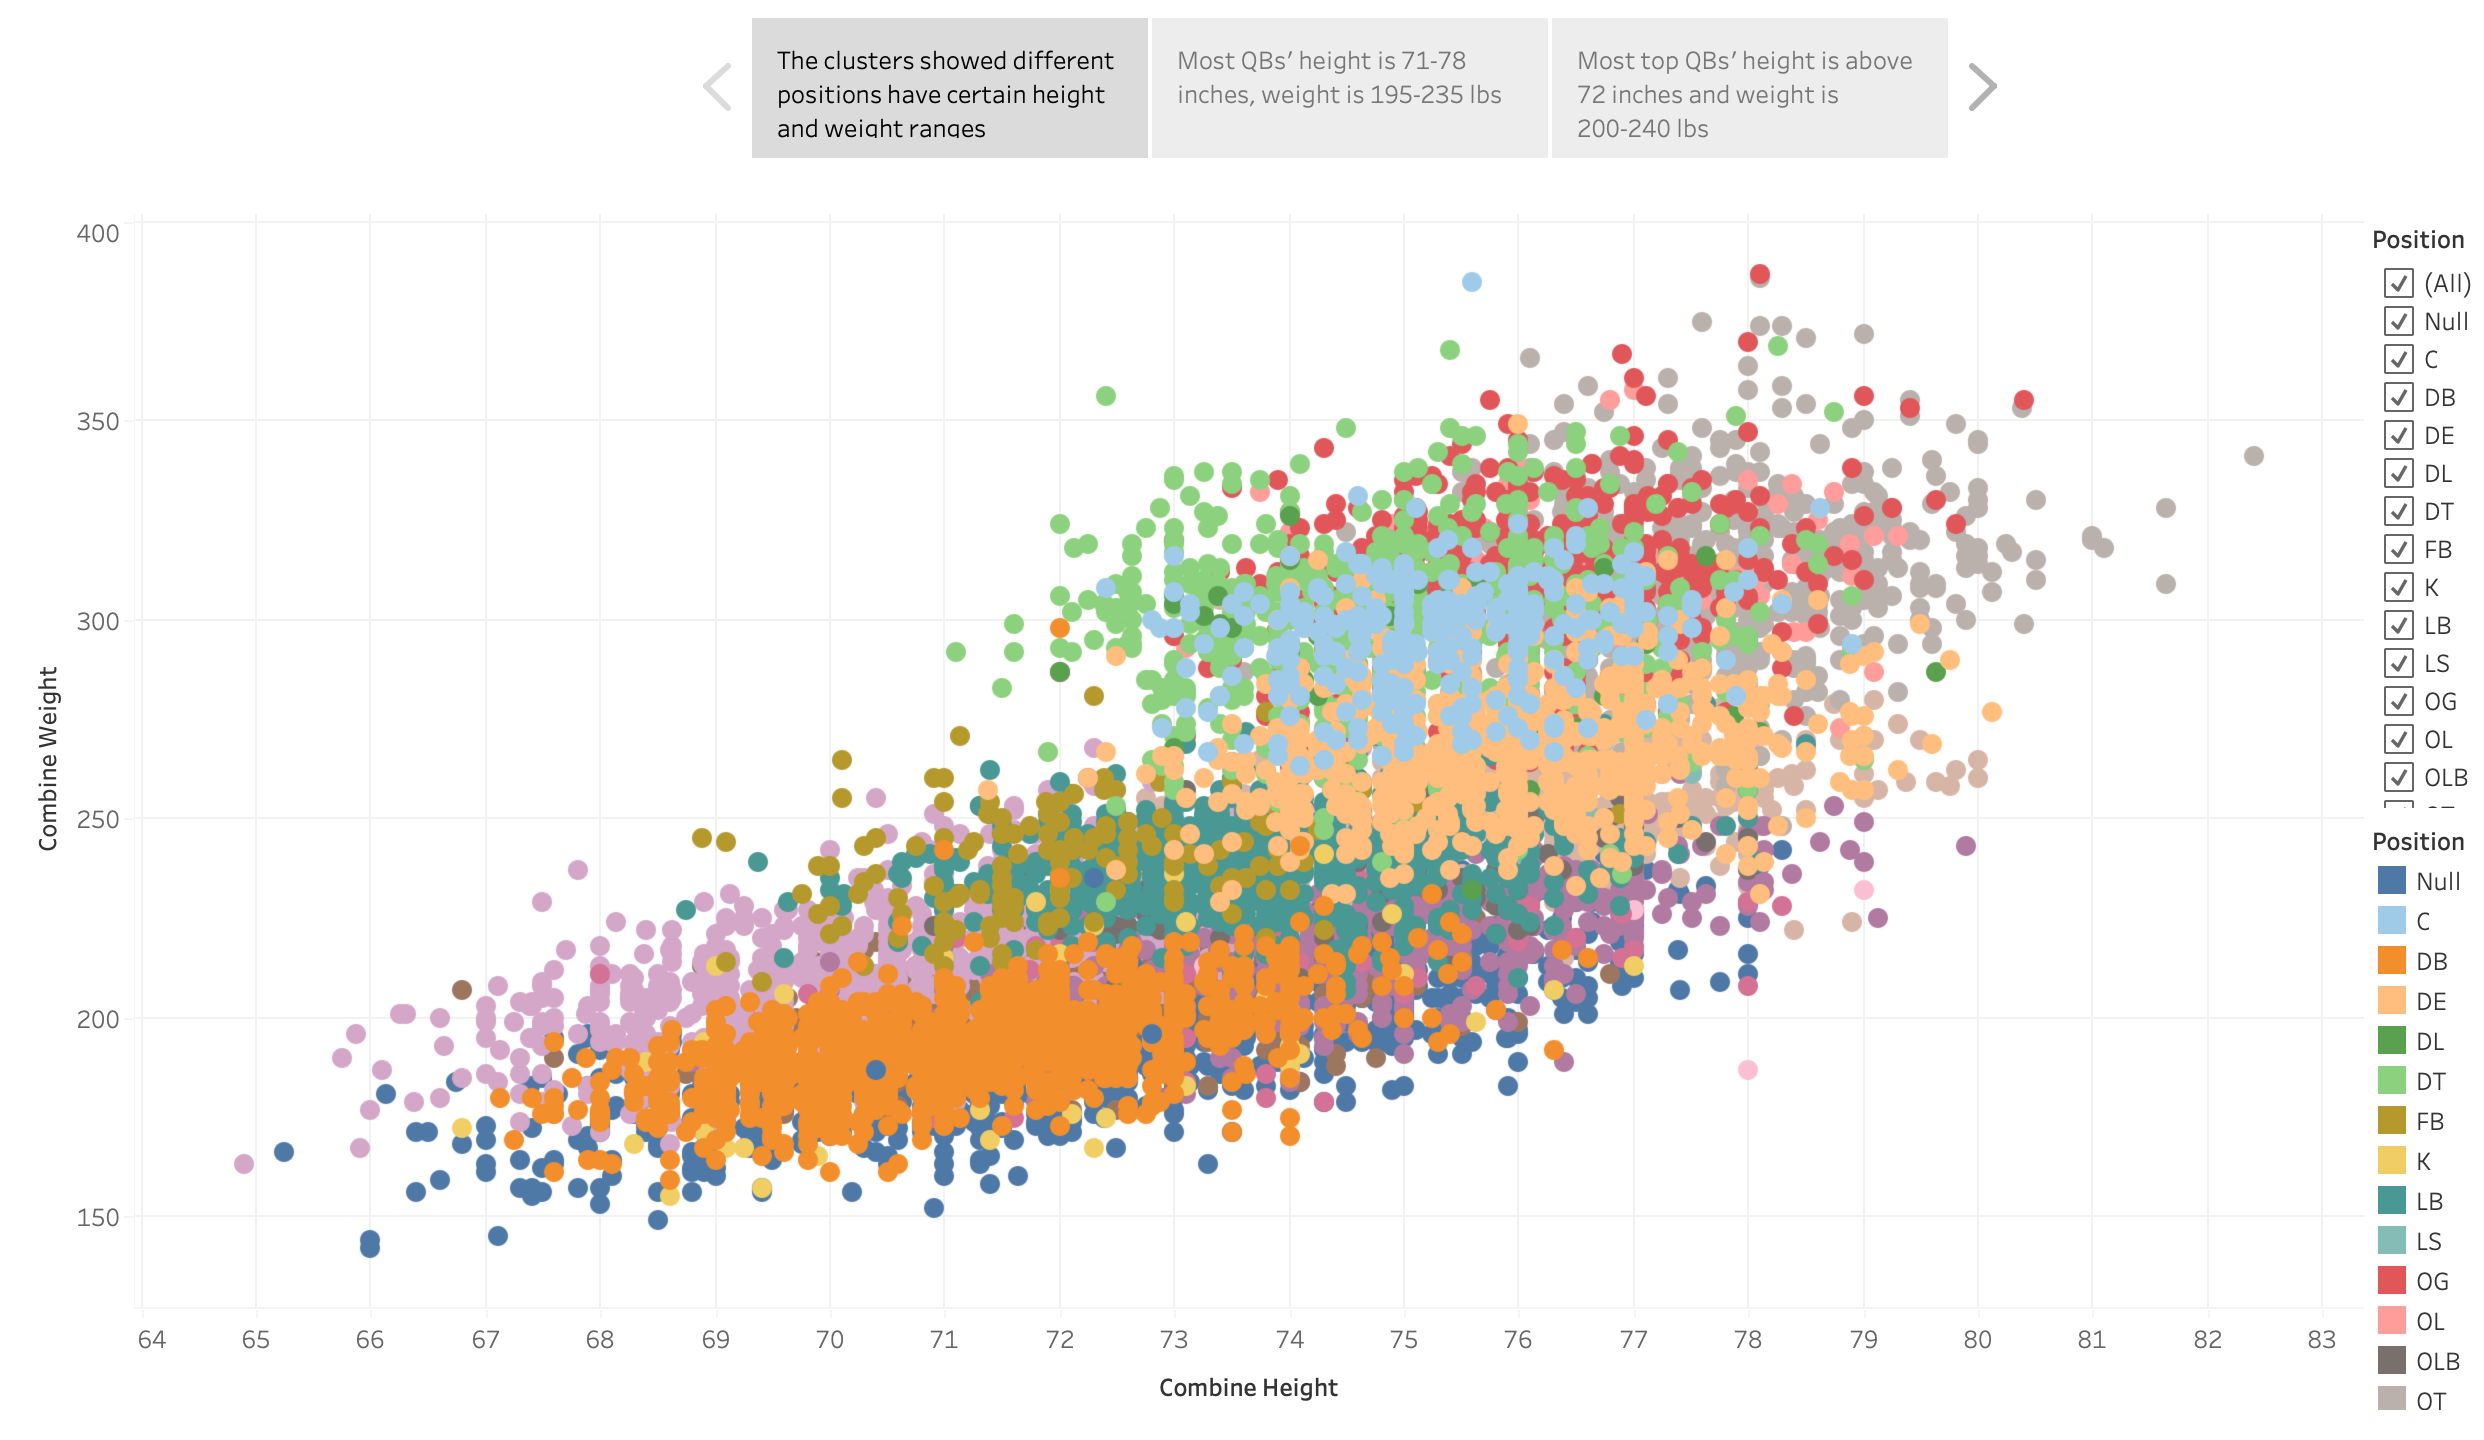 The clusters showed different
positions have certain height
and weight ranges
Most QBs' height is 71-78
inches, weight is 195-235 lbs
Most top QBs' height is above
72 inches and weight is
200-240 lbs
400
350
300
250
200
150
Combine Weight
64 65 66 67 68 69 70 71 72 73 74 75 76 77 78 79 80 81 82 83
Combine Height
Position
(All)
Null
C
DB
DE
DL
DT
FB
K
LB
LS
OG
OL
OLB
Position
Null
C
DB
DE
DL
DT
FB
K
LB
LS
OG
OL
OLB
OT